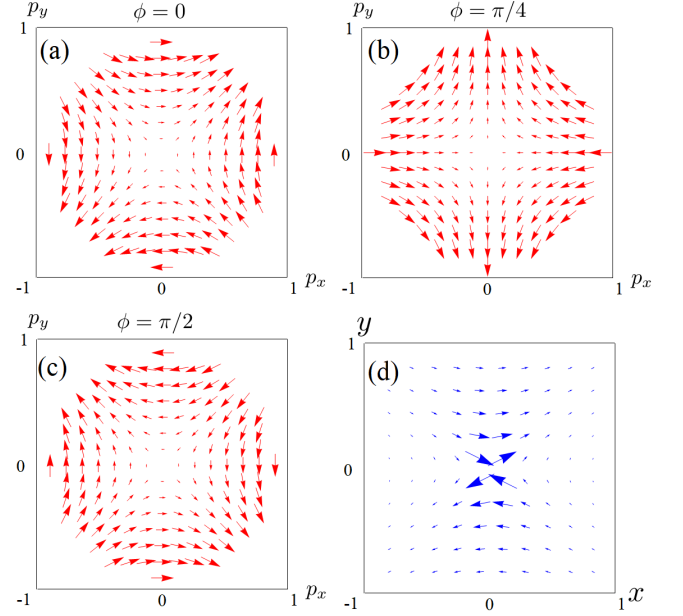 p_y ϕ = 0
1
(a)
0
-1 0 1 p_x
p_y ϕ = π/4
1
(b)
0
-1 0 1 p_x
p_y ϕ = π/2
1
(c)
0
-1 0 1 p_x
y
1
(d)
0
-1 0 1 x